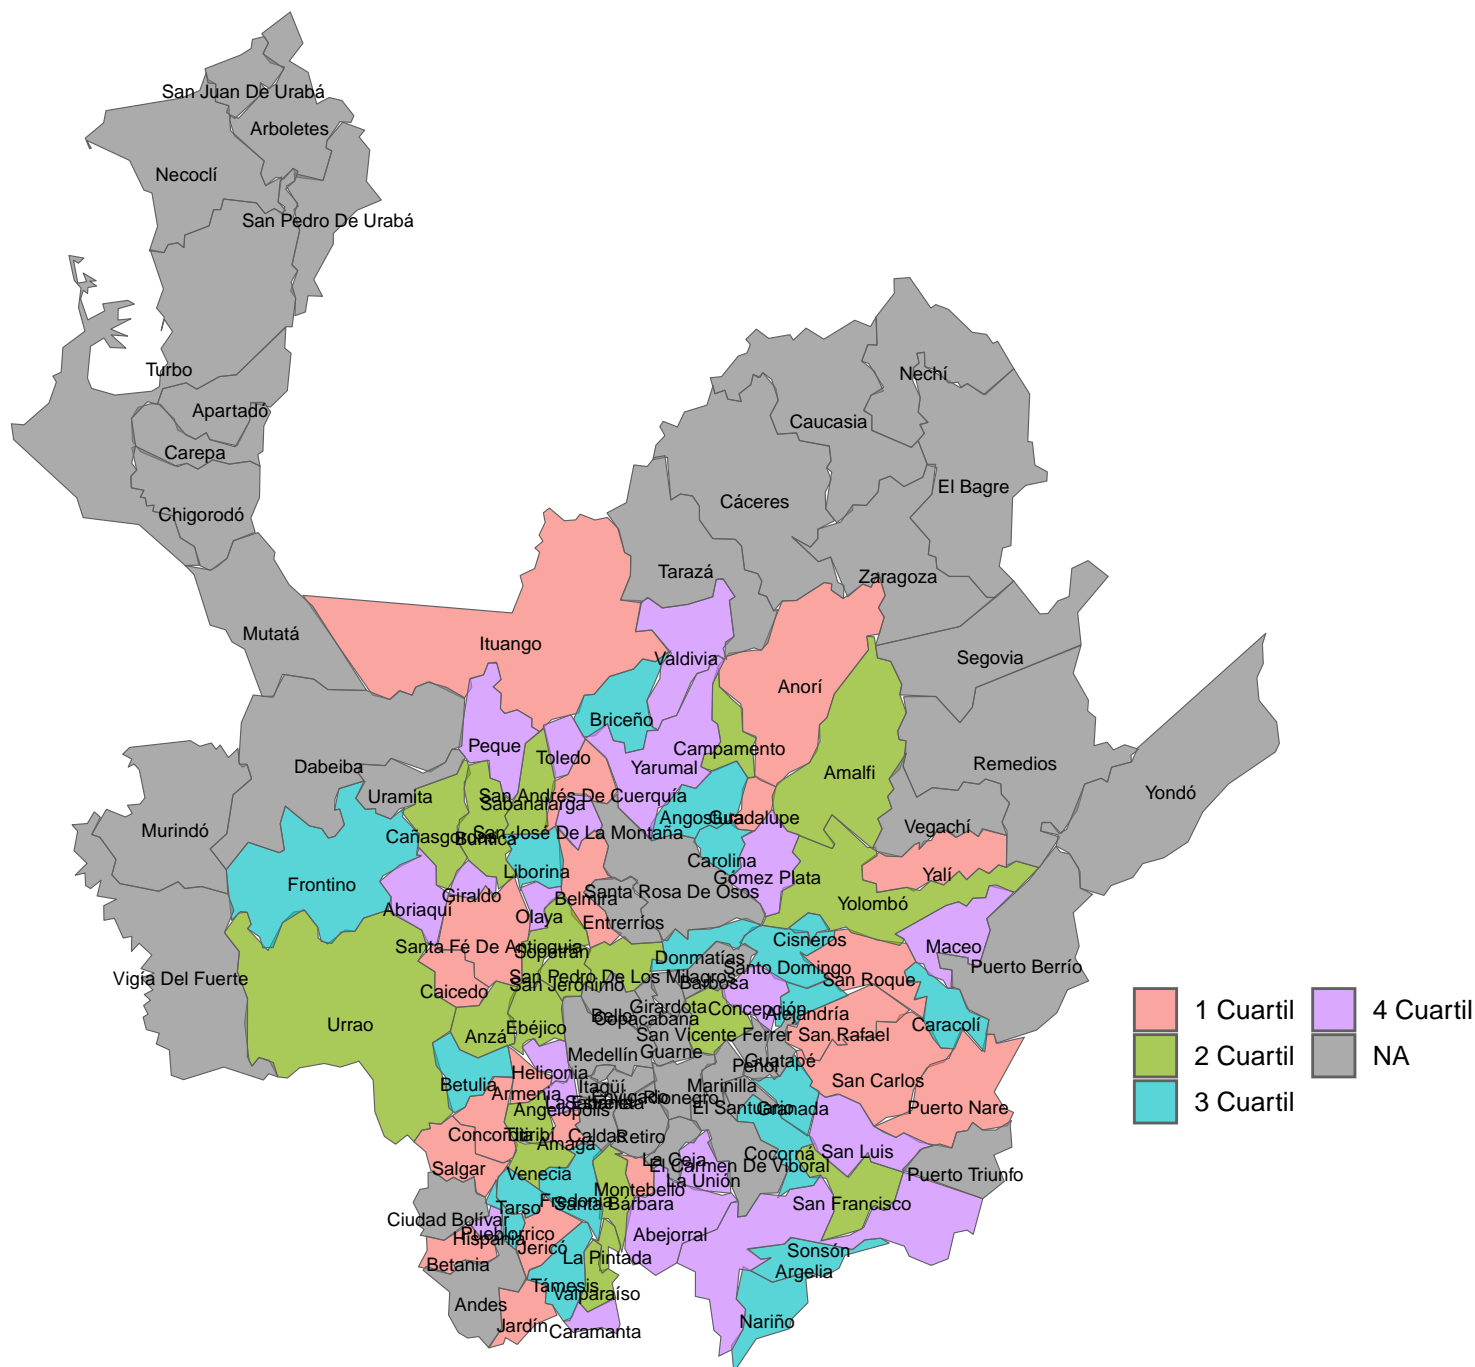 San Juan De Urabá
Arboletes
Necoclí
San Pedro De Urabá
Turbo
Apartadó
Carepa
Chigorodó
Mutatá
Nechí
Caucasia
El Bagre
Cáceres
Tarazá
Zaragoza
Ituango
Valdivia
Segovia
Anorí
Briceño
Peque
Toledo
Campamento
Yarumal
Dabeiba
Amalfi
Remedios
Yondó
Uramita
San Andrés De Cuerquía
Sabanalarga
Murindó
Cañasgordas
Buriticá
San José De La Montaña
Angostura
Guadalupe
Vegachí
Carolina
Liborina
Gómez Plata
Yalí
Frontino
Giraldo
Abriaquí
Belmira
Santa Rosa De Osos
Yolombó
Olaya
Entrerríos
Cisneros
Maceo
Santa Fé De Antioquia
Sopetrán
Donmatías
Santo Domingo
Puerto Berrío
Vigía Del Fuerte
Caicedo
San Pedro De Los Milagros
San Jerónimo
Barbosa
San Roque
Girardota
Concepción
Alejandría
Caracolí
Urrao
Anzá
Ebéjico
Bello
Copacabana
San Vicente Ferrer
San Rafael
Medellín
Guarne
Guatapé
Peñol
Heliconia
Betulia
Armenia
Itagüí
Envigado
Rionegro
Marinilla
San Carlos
La Estrella
Sabaneta
El Santuario
Granada
Puerto Nare
Angelópolis
Concordia
Titiribí
Amagá
Caldas
Retiro
Salgar
Venecia
La Ceja
El Carmen De Viboral
Cocorná
San Luis
Puerto Triunfo
La Unión
Montebello
Fredonia
Santa Bárbara
Tarso
San Francisco
Ciudad Bolívar
Pueblorrico
Hispania
Jericó
Abejorral
La Pintada
Sonsón
Betania
Argelia
Támesis
Valparaíso
Andes
Jardín
Caramanta
Nariño
1 Cuartil
2 Cuartil
3 Cuartil
4 Cuartil
NA